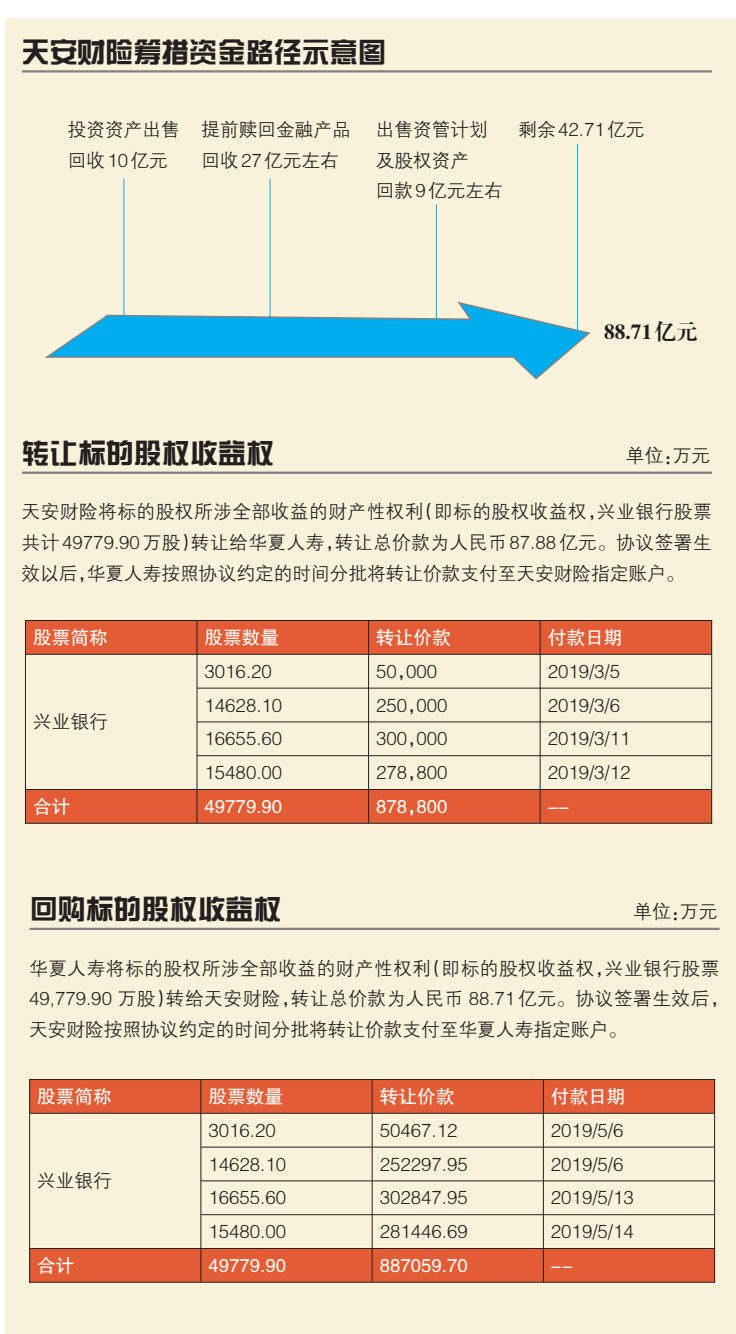 天安财险筹措资金路径示意图
投资资产出售
回收10亿元
提前赎回金融产品
回收27亿元左右
出售资管计划
及股权资产
回款9亿元左右
剩余42.71亿元
88.71亿元
转让标的股权收益权 单位:万元
天安财险将标的股权所涉全部收益的财产性权利(即标的股权收益权,兴业银行股票
共计49779.90万股)转让给华夏人寿,转让总价款为人民币87.88亿元。协议签署生
效以后,华夏人寿按照协议约定的时间分批将转让价款支付至天安财险指定账户。
股票简称 股票数量 转让价款 付款日期
兴业银行
3016.20 50,000 2019/3/5
14628.10 250,000 2019/3/6
16655.60 300,000 2019/3/11
15480.00 278,800 2019/3/12
合计 49779.90 878,800 --
回购标的股权收益权 单位:万元
华夏人寿将标的股权所涉全部收益的财产性权利(即标的股权收益权,兴业银行股票
49,779.90 万股)转给天安财险,转让总价款为人民币 88.71亿元。协议签署生效后,
天安财险按照协议约定的时间分批将转让价款支付至华夏人寿指定账户。
股票简称 股票数量 转让价款 付款日期
兴业银行
3016.20 50467.12 2019/5/6
14628.10 252297.95 2019/5/6
16655.60 302847.95 2019/5/13
15480.00 281446.69 2019/5/14
合计 49779.90 887059.70 --